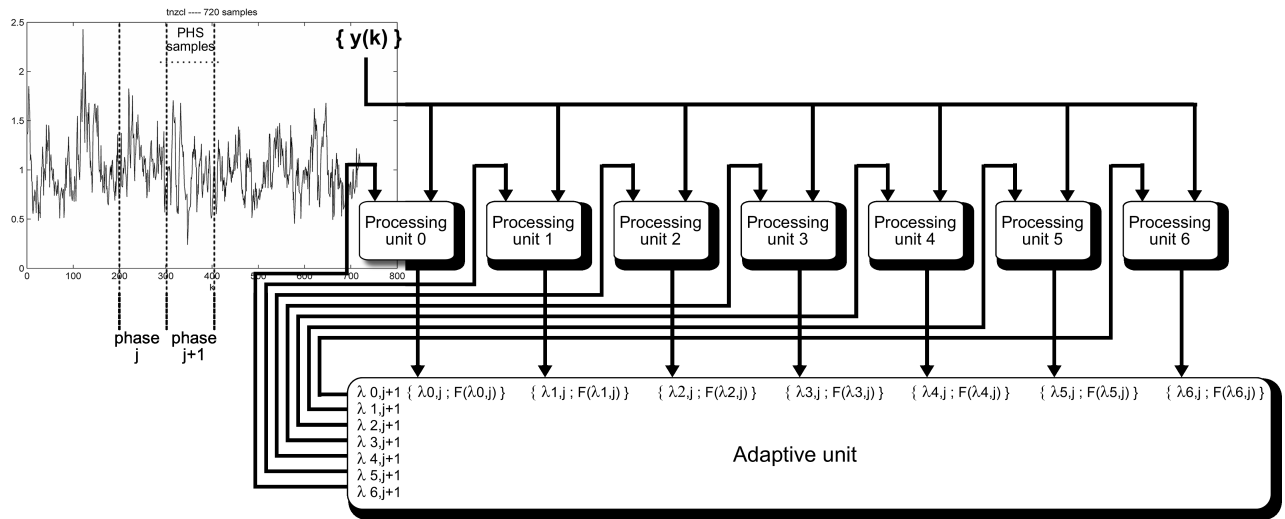 tnzcl ---- 720 samples
2.5
2
1.5
1
0.5
0
0 100 200 300 400 500 600 700 800
k
PHS
samples
{ y(k) }
phase
j
phase
j+1
Processing
unit 0
Processing
unit 1
Processing
unit 2
Processing
unit 3
Processing
unit 4
Processing
unit 5
Processing
unit 6
λ 0,j+1 { λ0,j ; F(λ0,j) } { λ1,j ; F(λ1,j) } { λ2,j ; F(λ2,j) } { λ3,j ; F(λ3,j) } { λ4,j ; F(λ4,j) } { λ5,j ; F(λ5,j) } { λ6,j ; F(λ6,j) }
λ 1,j+1
λ 2,j+1
λ 3,j+1
λ 4,j+1
λ 5,j+1
λ 6,j+1
Adaptive unit